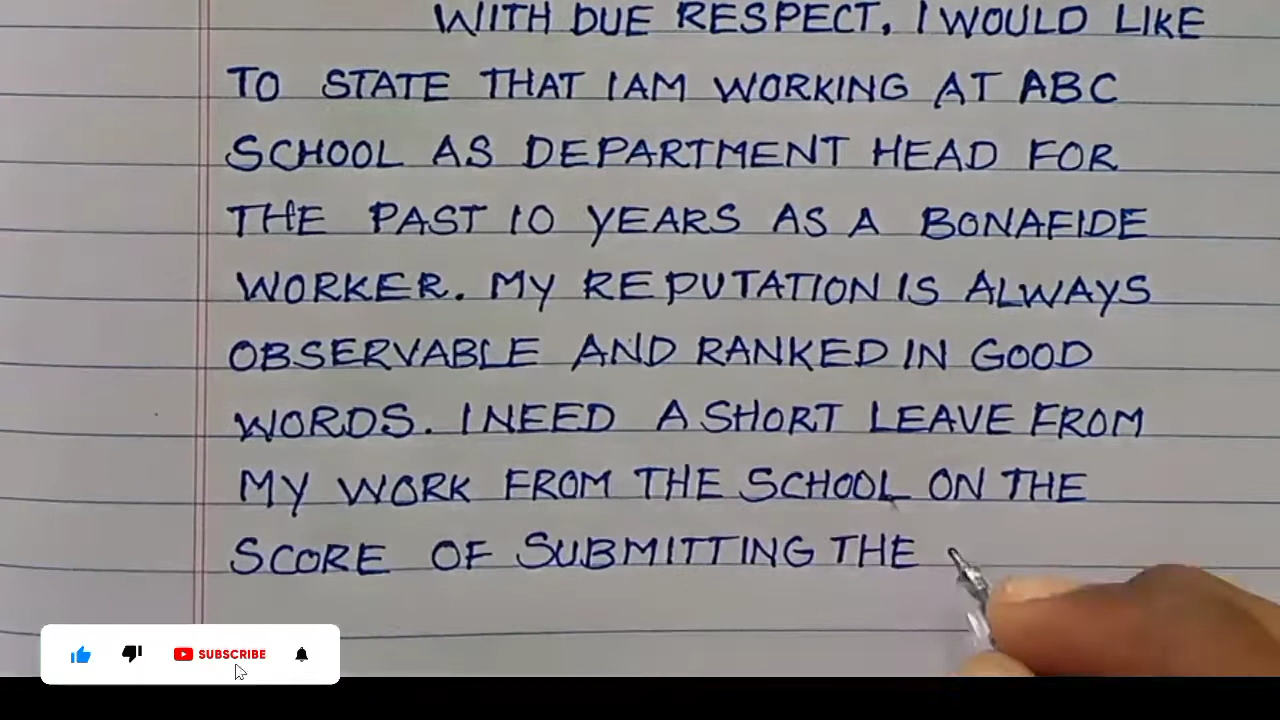 WITH DUE RESPECT, I WOULD LIKE
TO STATE THAT I AM WORKING AT ABC
SCHOOL AS DEPARTMENT HEAD FOR
THE PAST 10 YEARS AS A BONAFIDE
WORKER. MY REPUTATION IS ALWAYS
OBSERVABLE AND RANKED IN GOOD
WORDS. I NEED A SHORT LEAVE FROM
MY WORK FROM THE SCHOOL ON THE
SCORE OF SUBMITTING THE
SUBSCRIBE